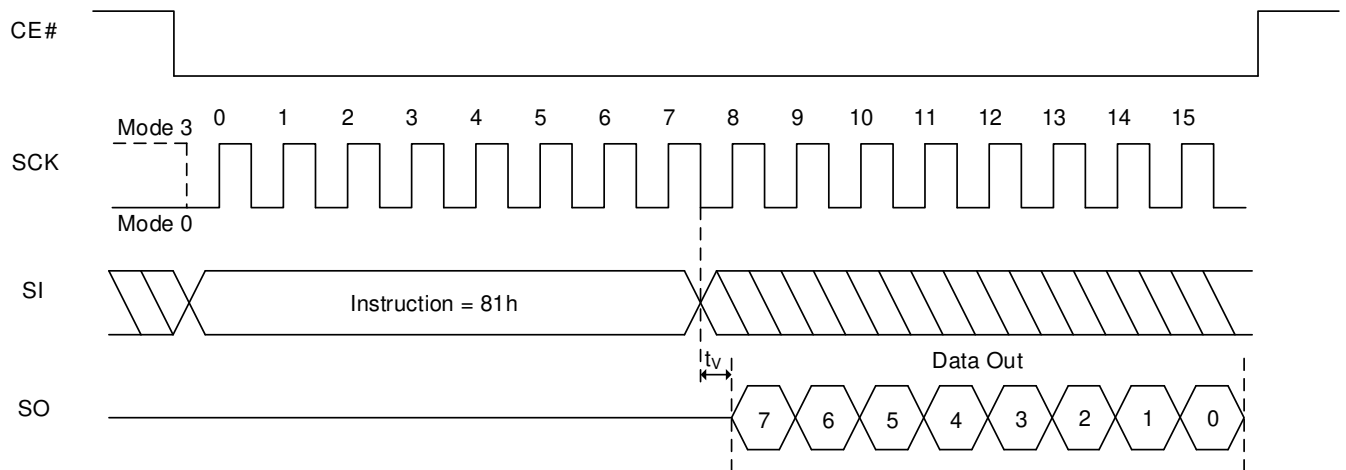 CE#
Mode 3
0 1 2 3 4 5 6 7 8 9 10 11 12 13 14 15
SCK
Mode 0
SI
Instruction = 81h
tV
Data Out
SO
7 6 5 4 3 2 1 0